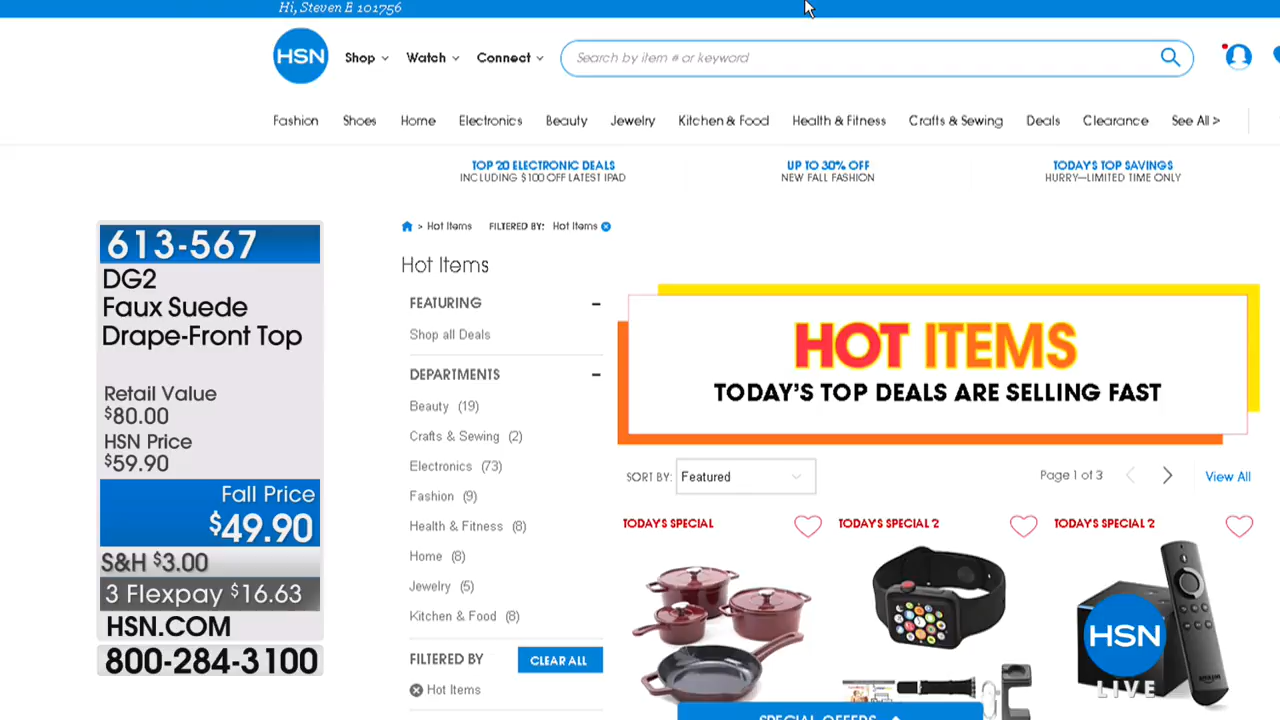 Hi, Steven E 101756
HSN
Shop
Watch
Connect
Search by item # or keyword
Fashion
Shoes
Home
Electronics
Beauty
Jewelry
Kitchen & Food
Health & Fitness
Crafts & Sewing
Deals
Clearance
See All >
TOP 20 ELECTRONIC DEALS
INCLUDING $100 OFF LATEST IPAD
UP TO 30% OFF
NEW FALL FASHION
TODAY'S TOP SAVINGS
HURRY—LIMITED TIME ONLY
613-567
DG2
Faux Suede
Drape-Front Top
Retail Value
$80.00
HSN Price
$59.90
Fall Price
$49.90
S&H $3.00
3 Flexpay $16.63
HSN.COM
800-284-3100
> Hot Items FILTERED BY: Hot Items
Hot Items
FEATURING
Shop all Deals
DEPARTMENTS
Beauty (19)
Crafts & Sewing (2)
Electronics (73)
Fashion (9)
Health & Fitness (8)
Home (8)
Jewelry (5)
Kitchen & Food (8)
FILTERED BY
CLEAR ALL
Hot Items
HOT ITEMS
TODAY'S TOP DEALS ARE SELLING FAST
SORT BY: Featured
Page 1 of 3
View All
TODAY'S SPECIAL
TODAY'S SPECIAL 2
TODAY'S SPECIAL 2
amazon
HSN
LIVE
SPECIAL OFFERS